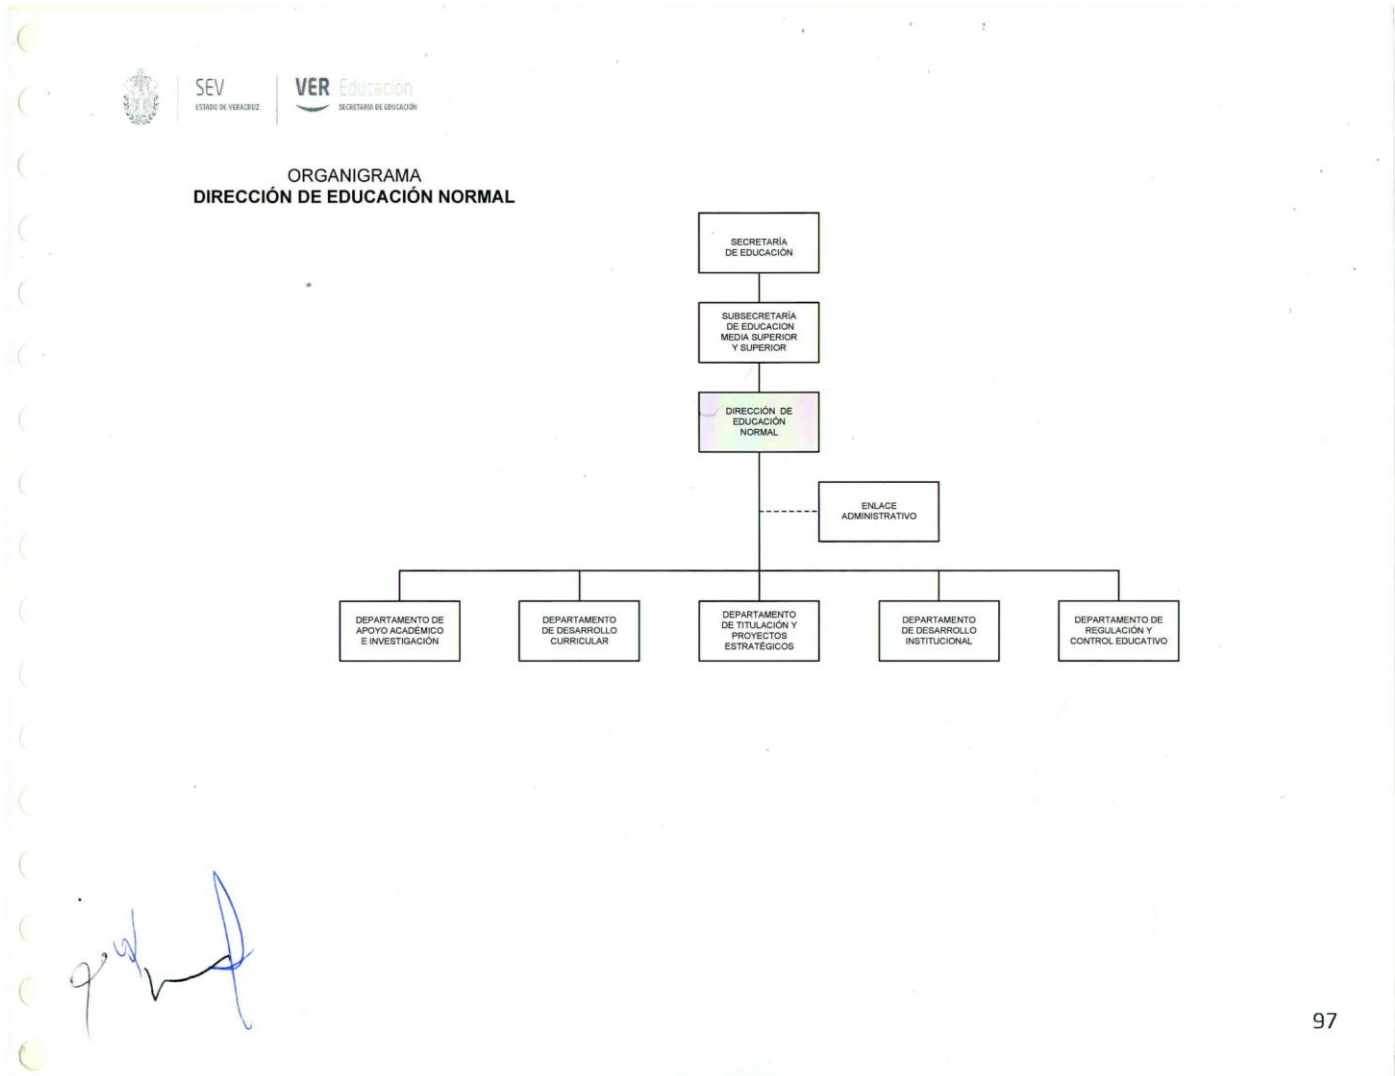 SEV
ESTADO DE VERACRUZ
VER Educación
SECRETARÍA DE EDUCACIÓN
ORGANIGRAMA
DIRECCIÓN DE EDUCACIÓN NORMAL
SECRETARÍA
DE EDUCACIÓN
SUBSECRETARÍA
DE EDUCACION
MEDIA SUPERIOR
Y SUPERIOR
DIRECCIÓN DE
EDUCACIÓN
NORMAL
ENLACE
ADMINISTRATIVO
DEPARTAMENTO DE
APOYO ACADÉMICO
E INVESTIGACIÓN
DEPARTAMENTO
DE DESARROLLO
CURRICULAR
DEPARTAMENTO
DE TITULACIÓN Y
PROYECTOS
ESTRATÉGICOS
DEPARTAMENTO
DE DESARROLLO
INSTITUCIONAL
DEPARTAMENTO DE
REGULACIÓN Y
CONTROL EDUCATIVO
97